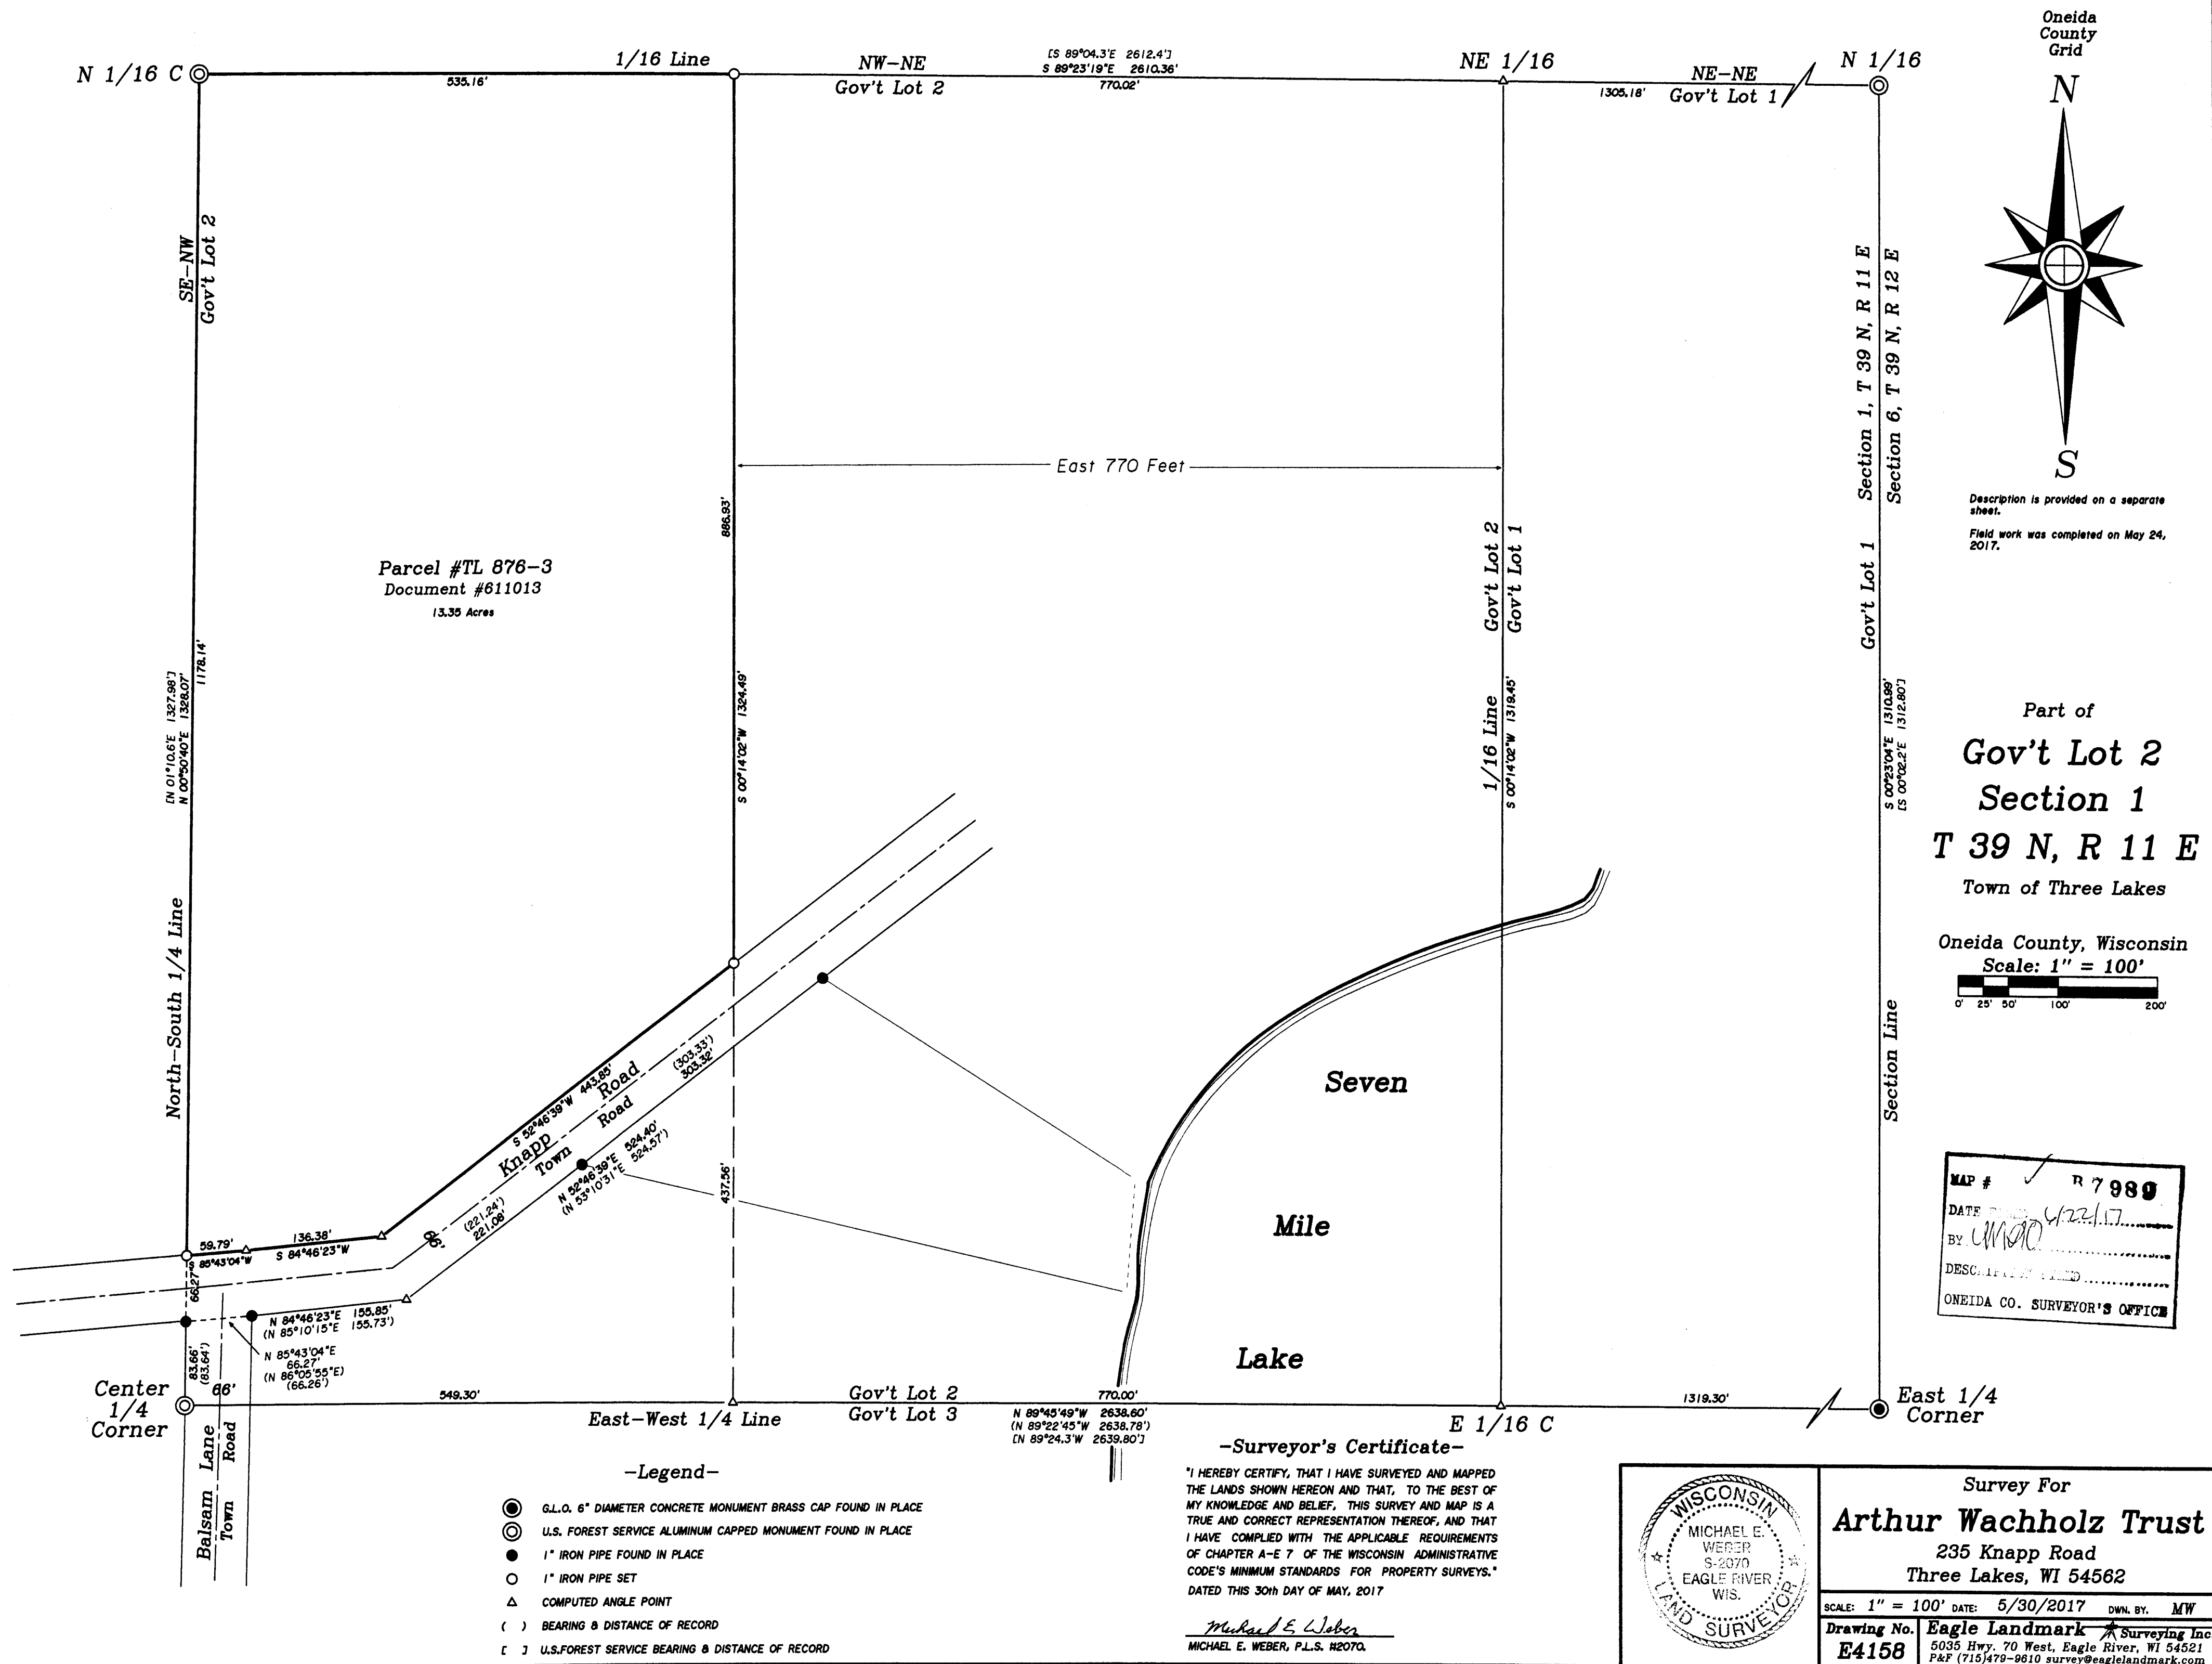 Oneida
County
Grid
N
S
N 1/16 C
1/16 Line
NW-NE
Gov't Lot 2
[S 89°04.3'E 2612.4']
S 89°23'19"E 2610.36'
770.02'
535.16'
NE 1/16
NE-NE
Gov't Lot 1
1305.18'
N 1/16
SE-NW
Gov't Lot 2
East 770 Feet
886.93'
S 00°14'02"W 1324.49'
437.56'
Parcel #TL 876-3
Document #611013
13.35 Acres
1178.14'
[N 01°10.6'E 1327.98']
N 00°50'40"E 1328.07'
North-South 1/4 Line
Gov't Lot 2
Gov't Lot 1
1/16 Line
S 00°14'02"W 1319.45'
Section 1, T 39 N, R 11 E
Section 6, T 39 N, R 12 E
Gov't Lot 1
S 00°23'04"E 1310.99'
[S 00°02.2'E 1312.80']
Section Line
Description is provided on a separate
sheet.
Field work was completed on May 24,
2017.
Part of
Gov't Lot 2
Section 1
T 39 N, R 11 E
Town of Three Lakes
Oneida County, Wisconsin
Scale: 1" = 100'
0' 25' 50' 100' 200'
S 52°46'39"W 443.85'
Knapp Road
Town Road
(303.33')
303.32'
N 52°46'39"E 524.40'
(N 53°10'31"E 524.57')
(221.24')
221.08'
66'
59.79'
S 85°43'04"W
136.38'
S 84°46'23"W
66.27'
N 84°46'23"E 155.85'
(N 85°10'15"E 155.73')
N 85°43'04"E
66.27'
(N 86°05'55"E)
(66.26')
83.66'
(83.64')
66'
Center
1/4
Corner
549.30'
East-West 1/4 Line
Gov't Lot 2
Gov't Lot 3
770.00'
N 89°45'49"W 2638.60'
(N 89°22'45"W 2638.78')
[N 89°24.3'W 2639.80']
E 1/16 C
1319.30'
East 1/4
Corner
Seven
Mile
Lake
Balsam Lane
Town Road
MAP # B 7989
DATE 6/22/17
BY
ONEIDA CO. SURVEYOR'S OFFICE
-Legend-
G.L.O. 6" DIAMETER CONCRETE MONUMENT BRASS CAP FOUND IN PLACE
U.S. FOREST SERVICE ALUMINUM CAPPED MONUMENT FOUND IN PLACE
1" IRON PIPE FOUND IN PLACE
1" IRON PIPE SET
COMPUTED ANGLE POINT
( ) BEARING & DISTANCE OF RECORD
[ ] U.S.FOREST SERVICE BEARING & DISTANCE OF RECORD
-Surveyor's Certificate-
"I HEREBY CERTIFY, THAT I HAVE SURVEYED AND MAPPED
THE LANDS SHOWN HEREON AND THAT, TO THE BEST OF
MY KNOWLEDGE AND BELIEF, THIS SURVEY AND MAP IS A
TRUE AND CORRECT REPRESENTATION THEREOF, AND THAT
I HAVE COMPLIED WITH THE APPLICABLE REQUIREMENTS
OF CHAPTER A-E 7 OF THE WISCONSIN ADMINISTRATIVE
CODE'S MINIMUM STANDARDS FOR PROPERTY SURVEYS."
DATED THIS 30th DAY OF MAY, 2017
Michael E. Weber
MICHAEL E. WEBER, P.L.S. #2070.
WISCONSIN
MICHAEL E.
WEBER
S-2070
EAGLE RIVER
WIS.
LAND SURVEYOR
Survey For
Arthur Wachholz Trust
235 Knapp Road
Three Lakes, WI 54562
SCALE: 1" = 100' DATE: 5/30/2017 DWN. BY. MW
Drawing No.
E4158
Eagle Landmark Surveying Inc
5035 Hwy. 70 West, Eagle River, WI 54521
P&F (715)479-9610 survey@eaglelandmark.com